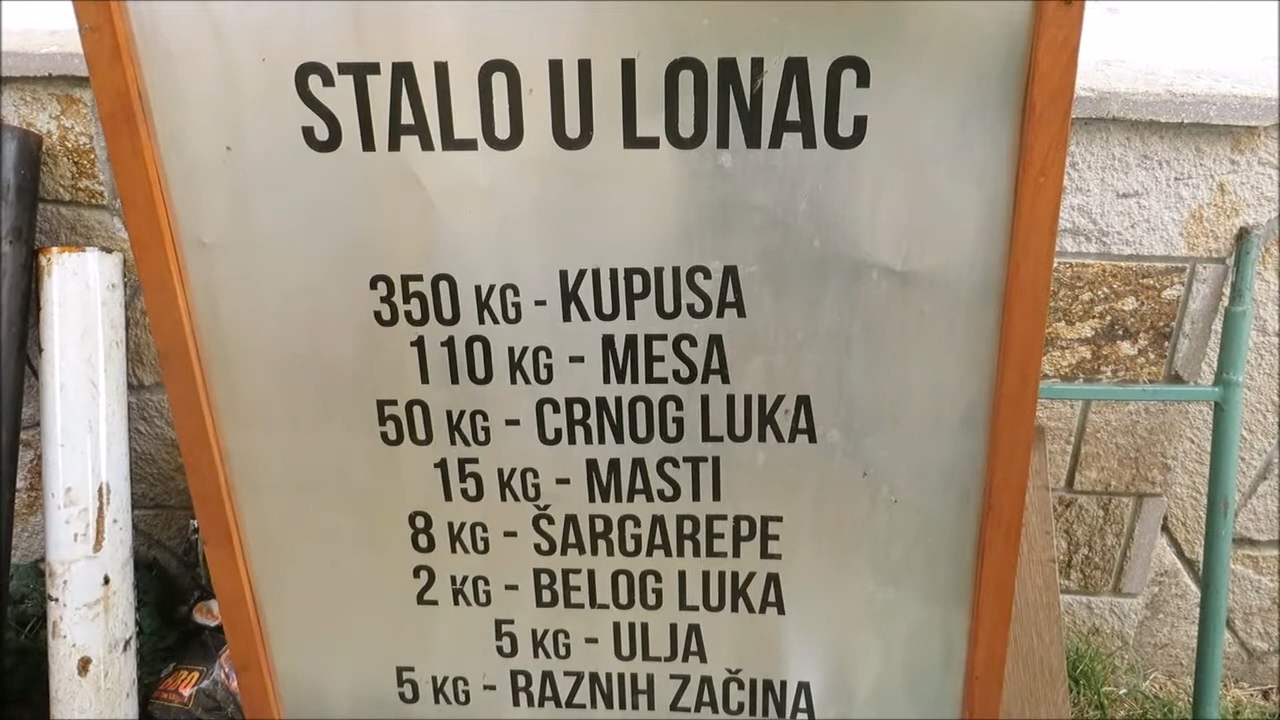 STALO U LONAC
350 KG - KUPUSA
110 KG - MESA
50 KG - CRNOG LUKA
15 KG - MASTI
8 KG - ŠARGAREPE
2 KG - BELOG LUKA
5 KG - ULJA
5 KG - RAZNIH ZAČINA